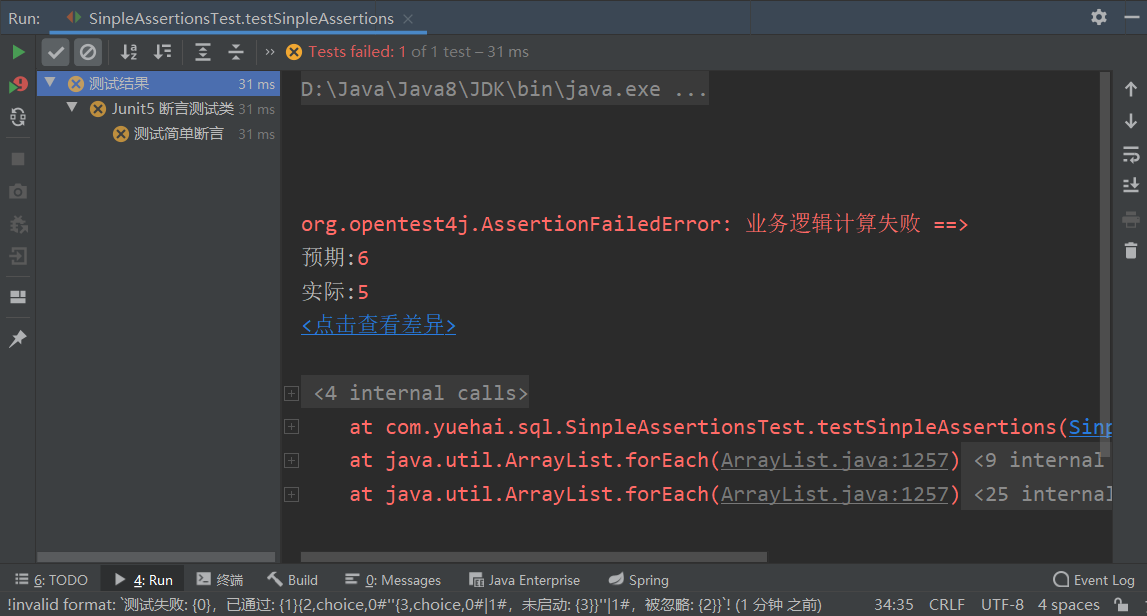 Run: SinpleAssertionsTest.testSinpleAssertions
Tests failed: 1 of 1 test – 31 ms
测试结果 31 ms
Junit5 断言测试类 31 ms
测试简单断言 31 ms
D:\Java\Java8\JDK\bin\java.exe ...
org.opentest4j.AssertionFailedError: 业务逻辑计算失败 ==>
预期:6
实际:5
<点击查看差异>
<4 internal calls>
at com.yuehai.sql.SinpleAssertionsTest.testSinpleAssertions(Sinp
at java.util.ArrayList.forEach(ArrayList.java:1257) <9 internal
at java.util.ArrayList.forEach(ArrayList.java:1257) <25 internal
6: TODO 4: Run 终端 Build 0: Messages Java Enterprise Spring Event Log
!invalid format: `测试失败: {0}，已通过: {1}{2,choice,0#''{3,choice,0#|1#，未启动: {3}}''|1#，被忽略: {2}}`! (1 分钟 之前) 34:35 CRLF UTF-8 4 spaces